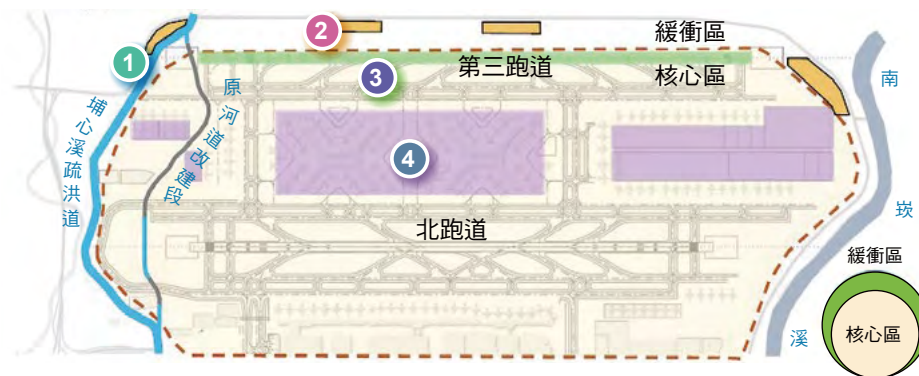 緩衝區
第三跑道
核心區
1
2
3
4
埔心溪疏洪道
原河道改建段
北跑道
南崁溪
緩衝區
核心區